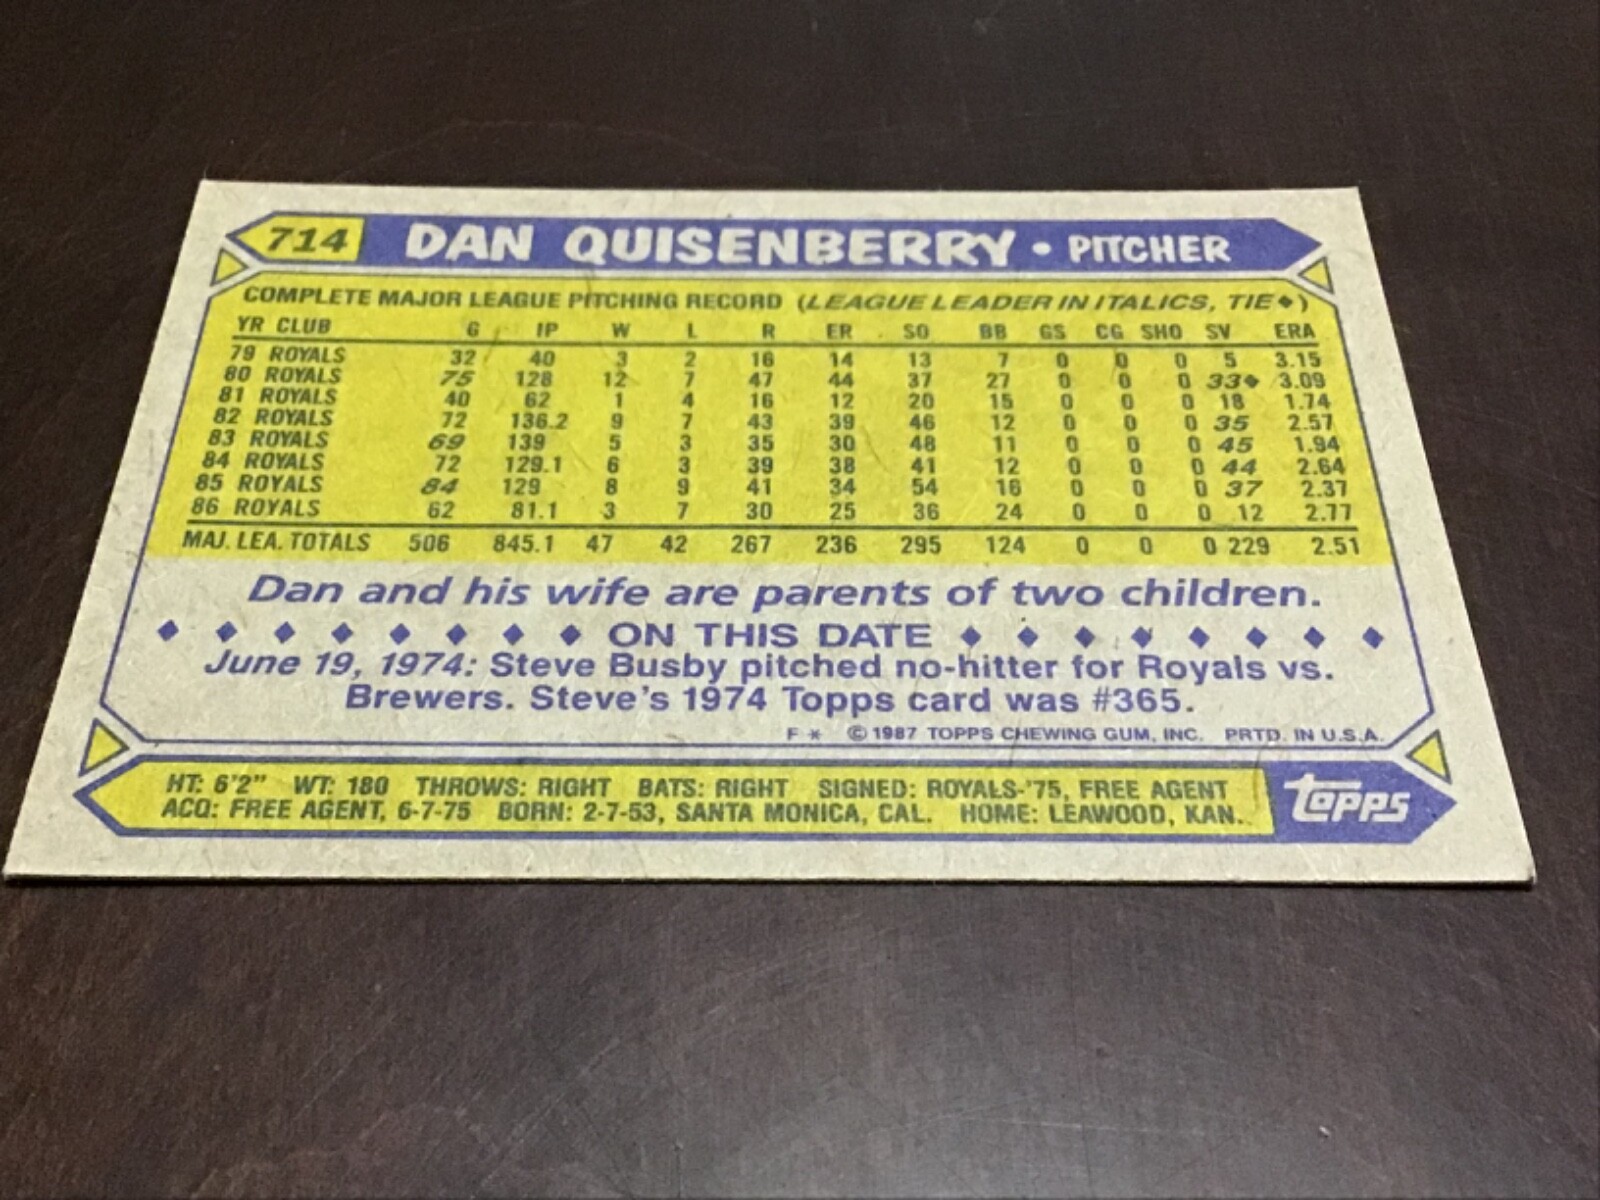 714 DAN QUISENBERRY • PITCHER
COMPLETE MAJOR LEAGUE PITCHING RECORD (LEAGUE LEADER IN ITALICS, TIE◆)
YR CLUB G IP W L R ER SO BB GS CG SHO SV ERA
79 ROYALS 32 40 3 2 16 14 13 7 0 0 0 5 3.15
80 ROYALS 75 128 12 7 47 44 37 27 0 0 0 33◆ 3.09
81 ROYALS 40 62 1 4 16 12 20 15 0 0 0 18 1.74
82 ROYALS 72 136.2 9 7 43 39 46 12 0 0 0 35 2.57
83 ROYALS 69 139 5 3 35 30 48 11 0 0 0 45 1.94
84 ROYALS 72 129.1 6 3 39 38 41 12 0 0 0 44 2.64
85 ROYALS 84 129 8 9 41 34 54 16 0 0 0 37 2.37
86 ROYALS 62 81.1 3 7 30 25 36 24 0 0 0 12 2.77
MAJ. LEA. TOTALS 506 845.1 47 42 267 236 295 124 0 0 0 229 2.51
Dan and his wife are parents of two children.
◆ ◆ ◆ ◆ ◆ ◆ ◆ ◆ ON THIS DATE ◆ ◆ ◆ ◆ ◆ ◆ ◆ ◆
June 19, 1974: Steve Busby pitched no-hitter for Royals vs.
Brewers. Steve's 1974 Topps card was #365.
F * © 1987 TOPPS CHEWING GUM, INC. PRTD. IN U.S.A.
HT: 6'2" WT: 180 THROWS: RIGHT BATS: RIGHT SIGNED: ROYALS-'75, FREE AGENT
ACQ: FREE AGENT, 6-7-75 BORN: 2-7-53, SANTA MONICA, CAL. HOME: LEAWOOD, KAN.
topps